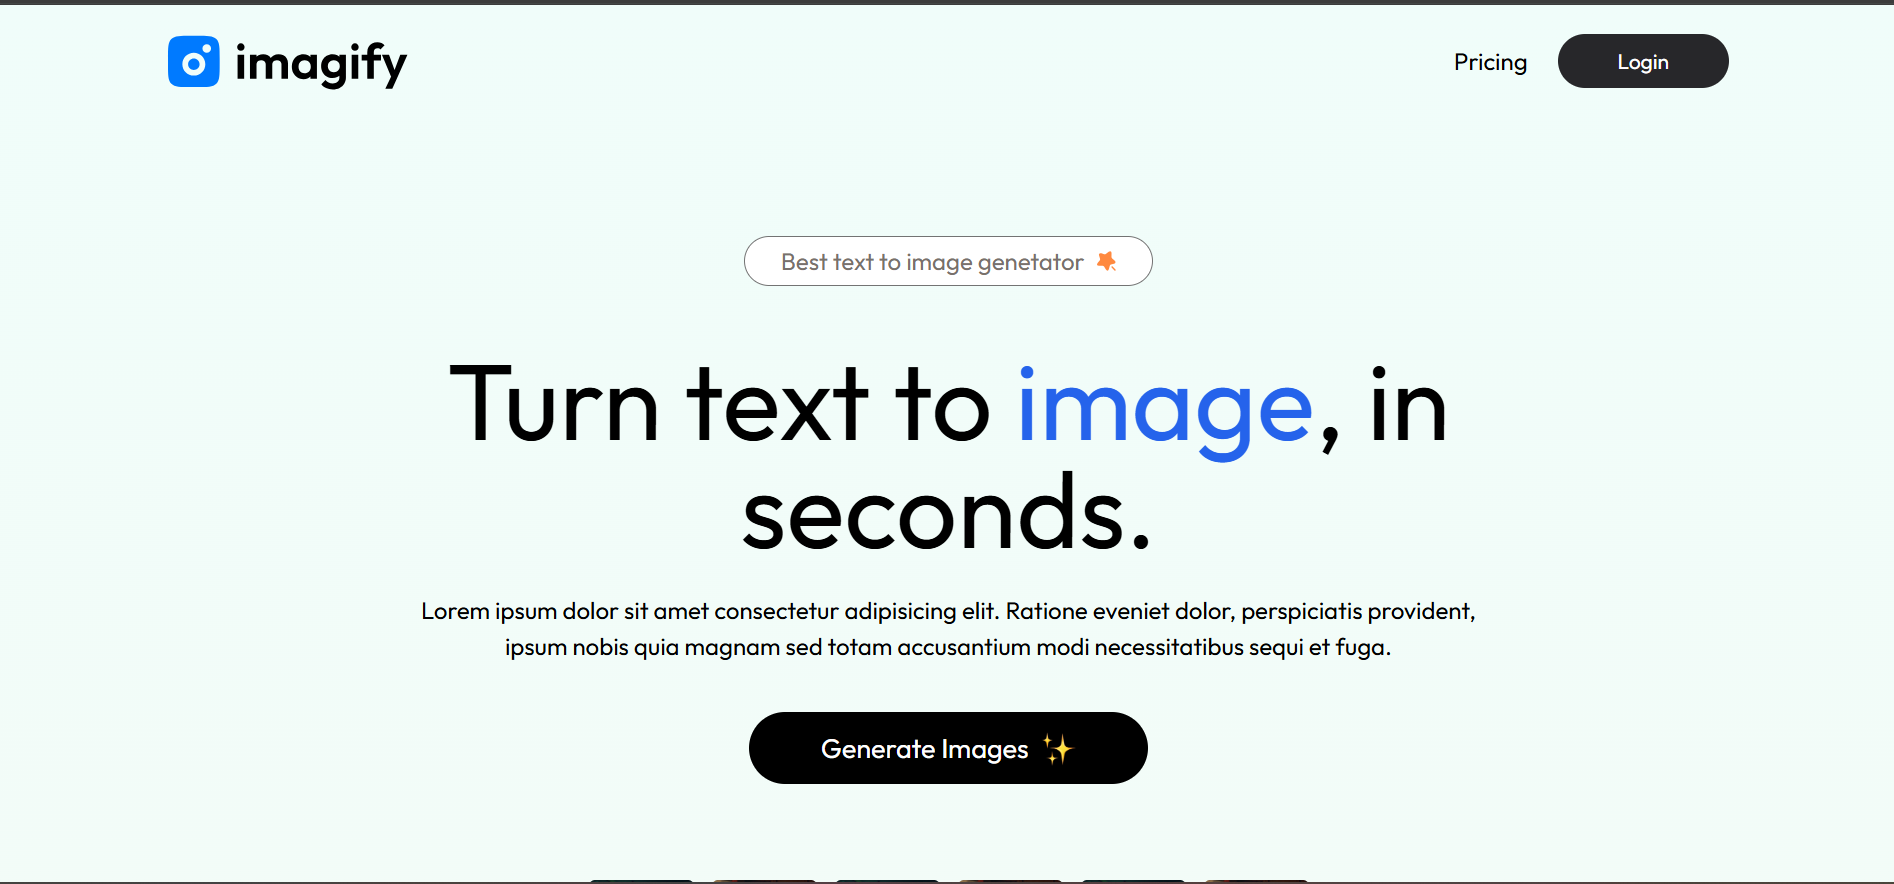 imagify
Pricing
Login
Best text to image genetator
Turn text to image, in
seconds.
Lorem ipsum dolor sit amet consectetur adipisicing elit. Ratione eveniet dolor, perspiciatis provident,
ipsum nobis quia magnam sed totam accusantium modi necessitatibus sequi et fuga.
Generate Images